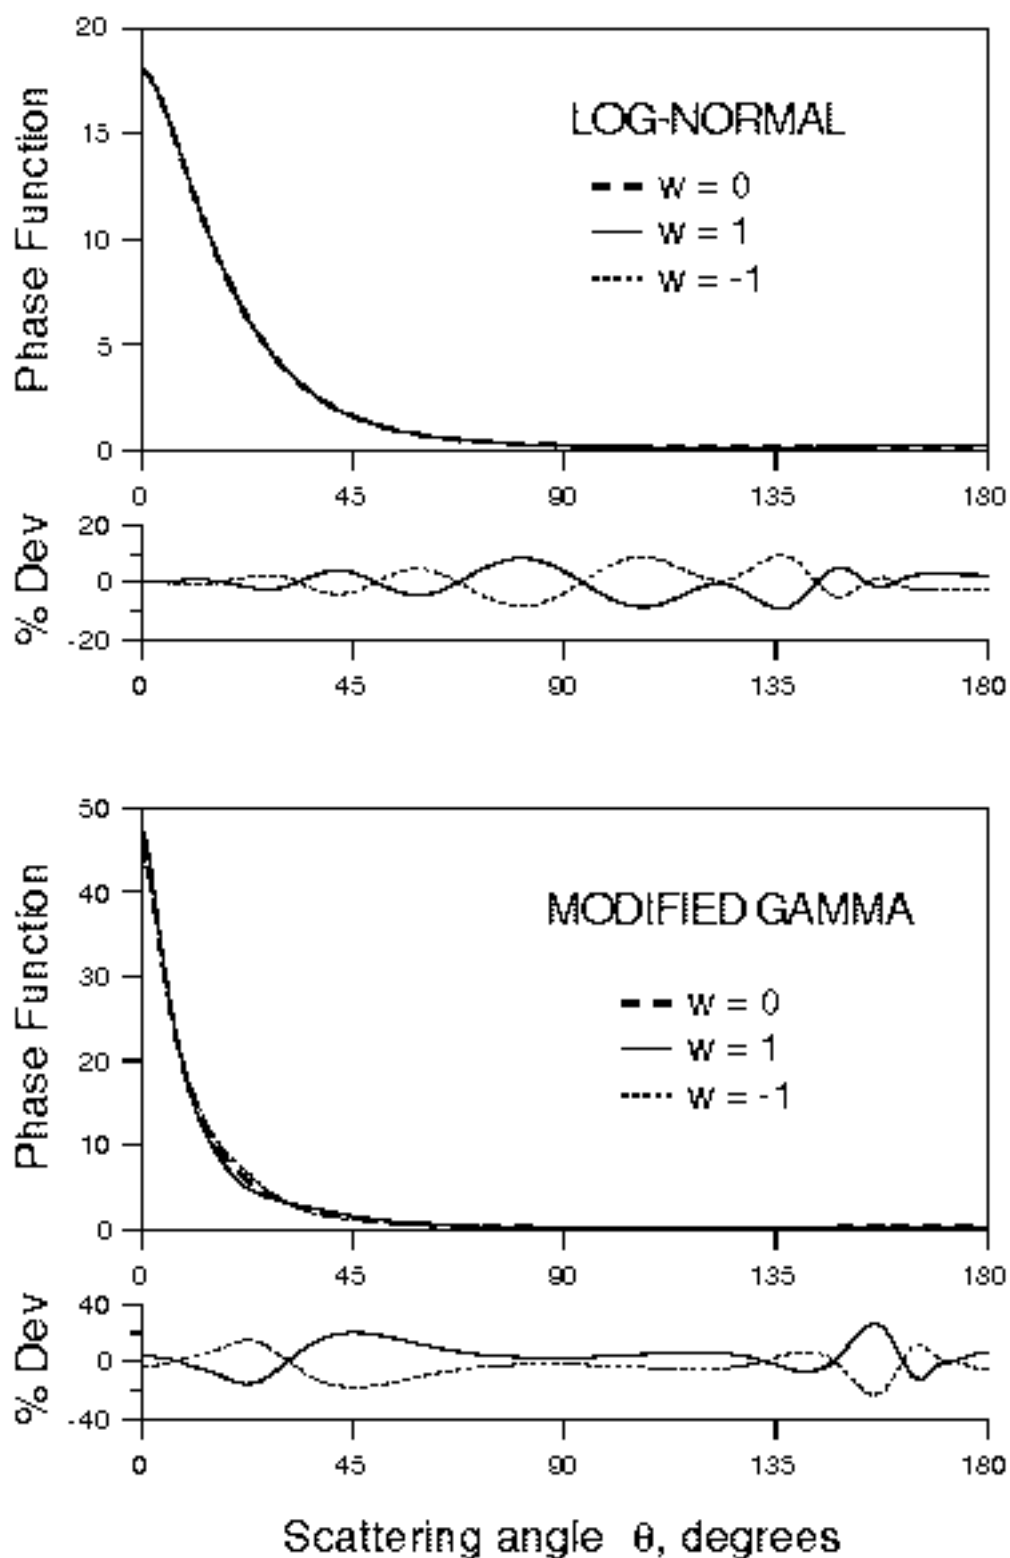 20
15
10
5
0
Phase Function
LOG-NORMAL
w = 0
w = 1
w = -1
0 45 90 135 180
20
0
-20
% Dev
0 45 90 135 180
50
40
30
20
10
0
Phase Function
MODIFIED GAMMA
w = 0
w = 1
w = -1
0 45 90 135 180
40
0
-40
% Dev
0 45 90 135 180
Scattering angle θ, degrees